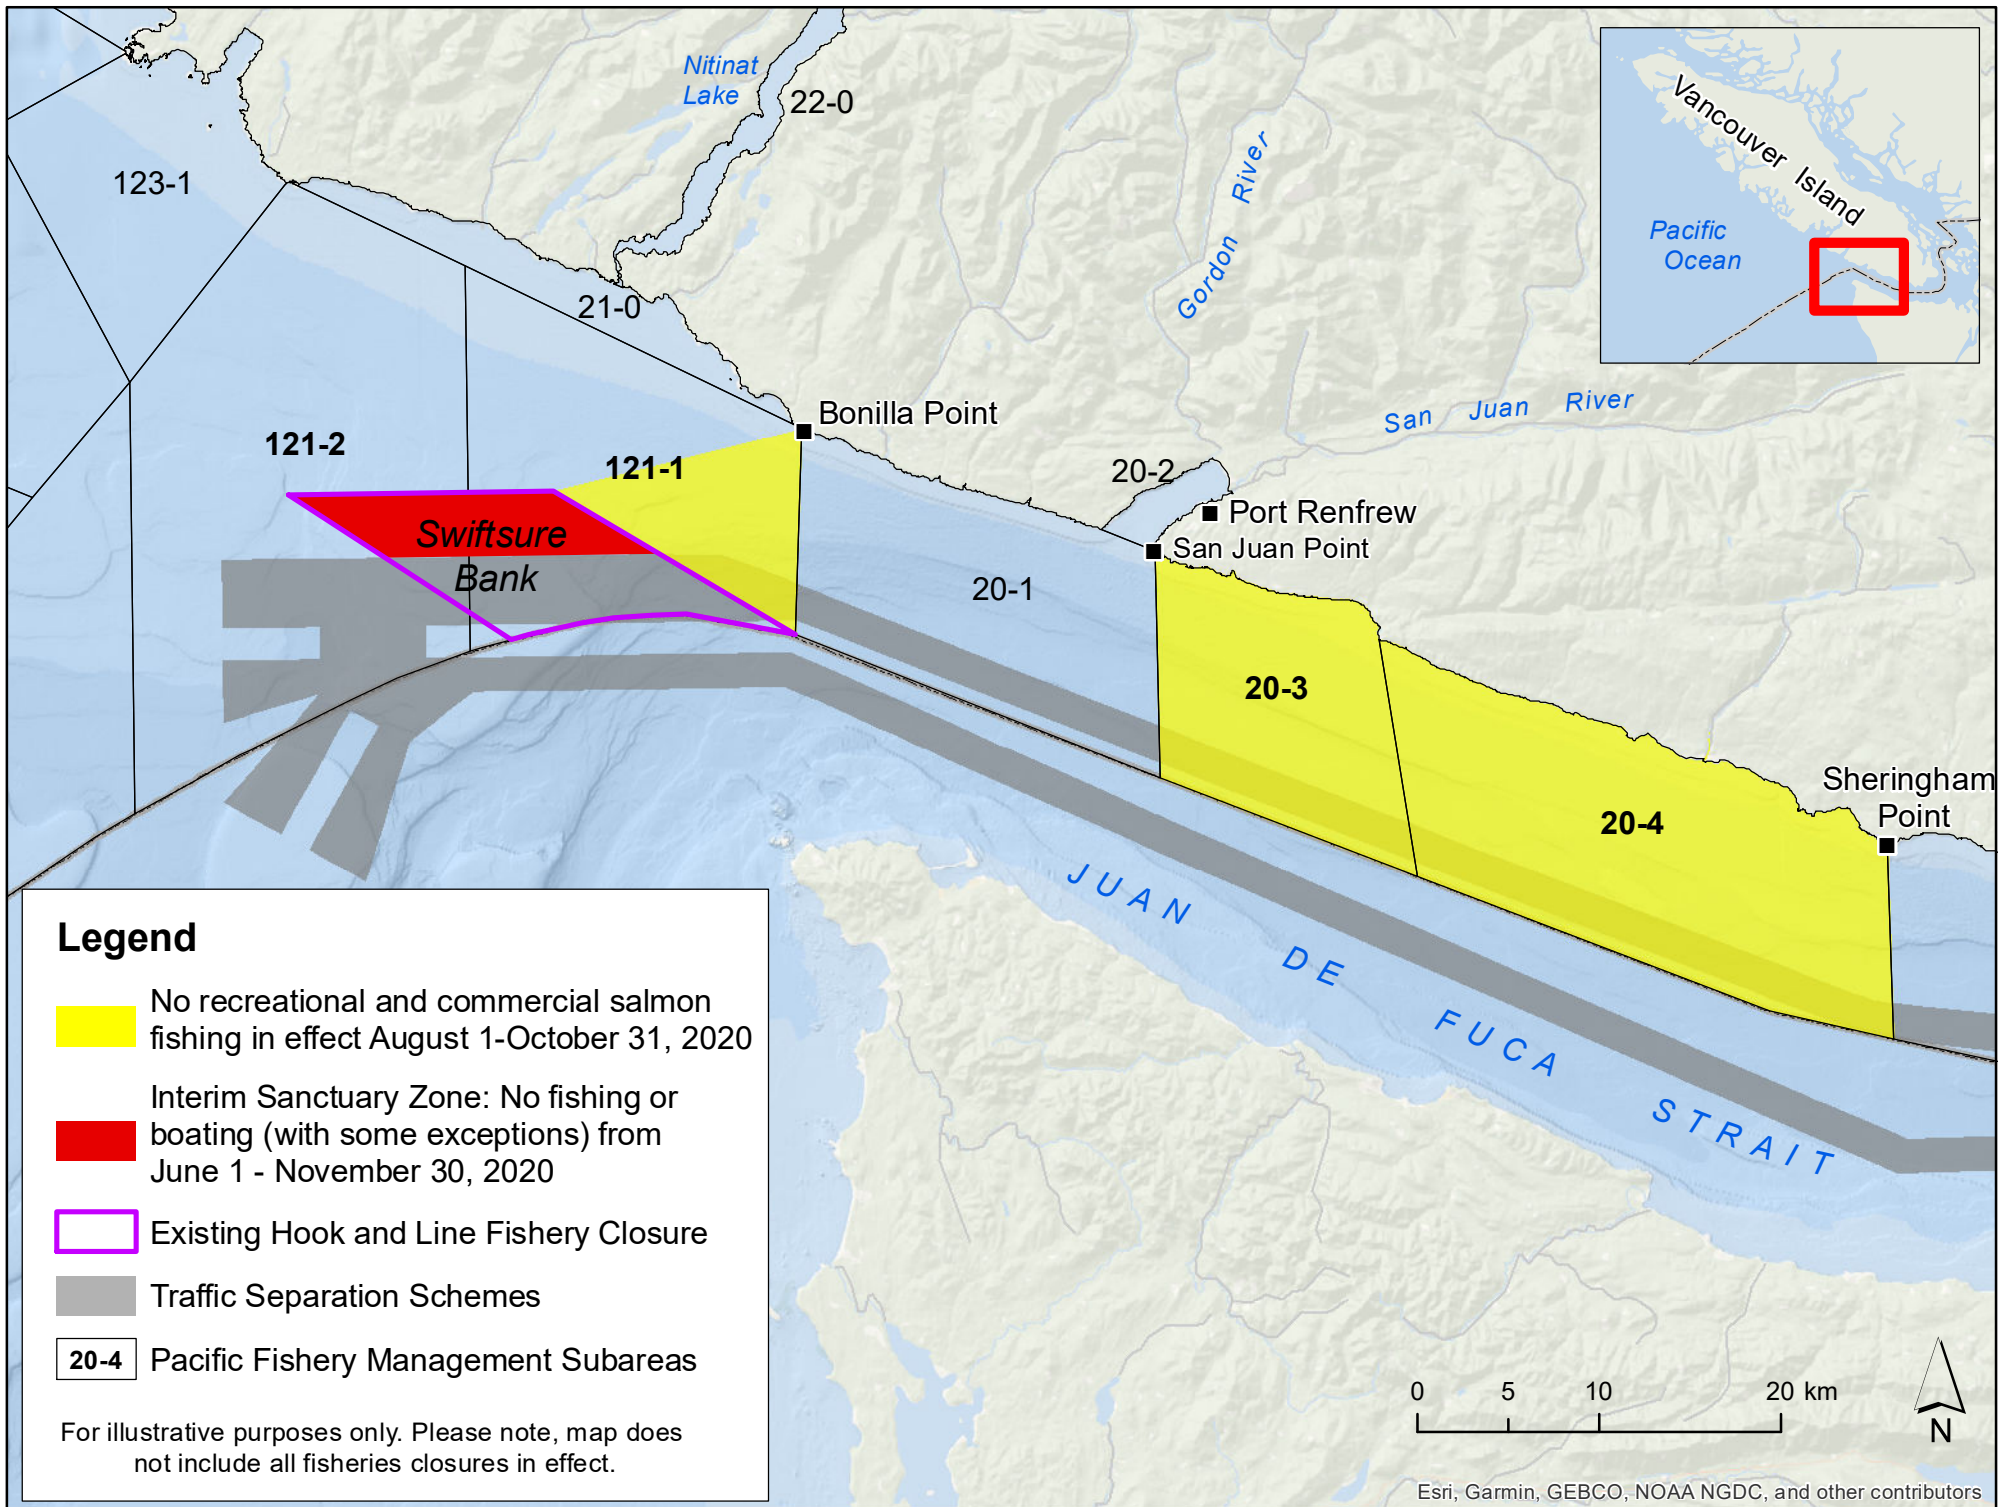 Nitinat
Lake
22-0
123-1
Gordon River
Vancouver Island
Pacific
Ocean
21-0
Bonilla Point
San Juan River
121-2
121-1
20-2
Port Renfrew
San Juan Point
Swiftsure
Bank
20-1
20-3
20-4
Sheringham
Point
JUAN DE FUCA STRAIT
Legend
No recreational and commercial salmon
fishing in effect August 1-October 31, 2020
Interim Sanctuary Zone: No fishing or
boating (with some exceptions) from
June 1 - November 30, 2020
Existing Hook and Line Fishery Closure
Traffic Separation Schemes
20-4 Pacific Fishery Management Subareas
For illustrative purposes only. Please note, map does
not include all fisheries closures in effect.
0 5 10 20 km
N
Esri, Garmin, GEBCO, NOAA NGDC, and other contributors